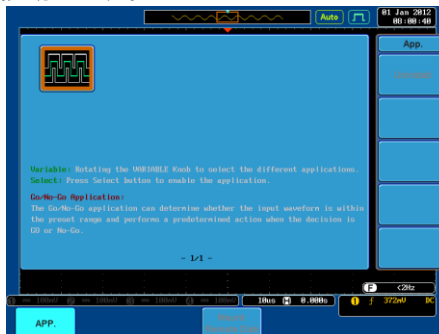 Auto
01 Jan 2012
08:00:40
App.
Variable: Rotating the VARIABLE Knob to select the different applications.
Select: Press Select button to enable the application.
Go/No-Go Application:
The Go/No-Go application can determine whether the input waveform is within
the preset range and performs a predetermined action when the decision is
GO or No-Go.
- 1/1 -
F <2Hz
10us 0.000s
1 f 372mV DC
APP.